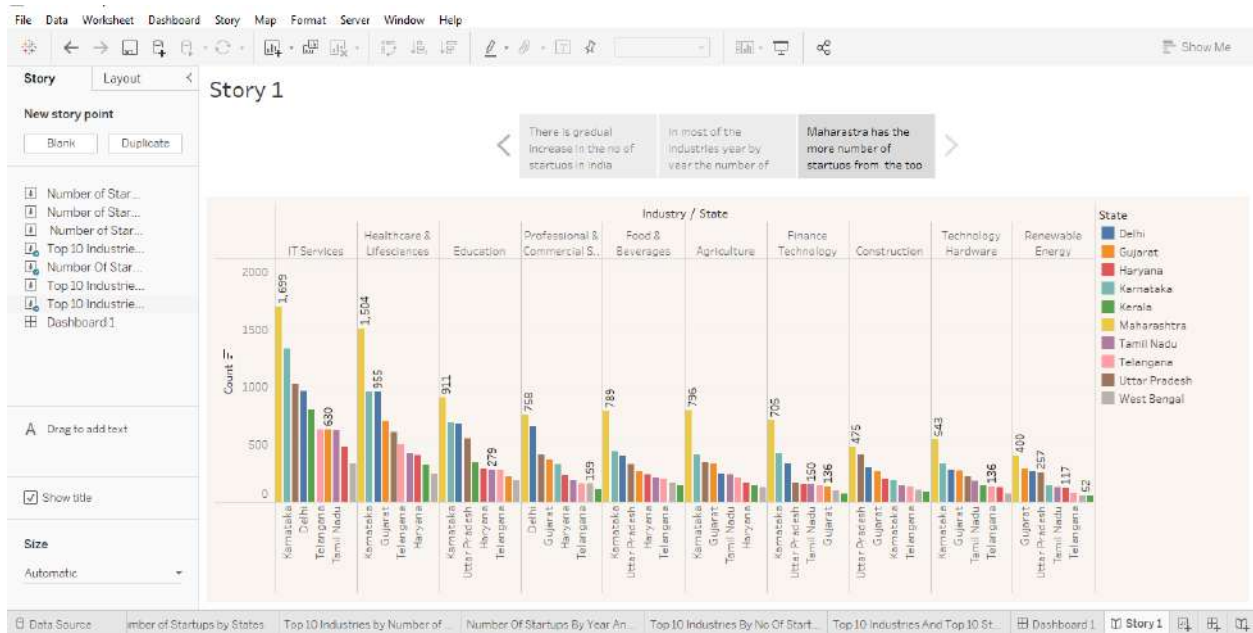 File Data Worksheet Dashboard Story Map Format Server Window Help
Show Me
Story Layout
Story 1
New story point
Blank Duplicate
There is gradual
increase in the no of
startups in India
In most of the
industries year by
year the number of
Maharastra has the
more number of
startups from the top
Number of Star...
Number of Star...
Number of Star...
Top 10 Industrie...
Number Of Star...
Top 10 Industrie...
Top 10 Industrie...
Dashboard 1
A Drag to add text
Show title
Size
Automatic
Industry / State
IT Services
Healthcare &
Lifesciences
Education
Professional &
Commercial S..
Food &
Beverages
Agriculture
Finance
Technology
Construction
Technology
Hardware
Renewable
Energy
Count
2000
1500
1000
500
0
1,699
630
1,504
955
911
279
758
159
789
796
705
150
136
475
543
136
400
257
117
52
Karnataka
Delhi
Telangana
Tamil Nadu
Karnataka
Gujarat
Telangana
Haryana
Karnataka
Uttar Pradesh
Haryana
Telangana
Delhi
Gujarat
Haryana
Telangana
Karnataka
Uttar Pradesh
Haryana
Telangana
Karnataka
Gujarat
Tamil Nadu
Haryana
Karnataka
Uttar Pradesh
Tamil Nadu
Gujarat
Uttar Pradesh
Gujarat
Karnataka
Telangana
Karnataka
Gujarat
Tamil Nadu
Telangana
Gujarat
Uttar Pradesh
Tamil Nadu
Telangana
State
Delhi
Gujarat
Haryana
Karnataka
Kerala
Maharashtra
Tamil Nadu
Telangana
Uttar Pradesh
West Bengal
Data Source
mber of Startups by States
Top 10 Industries by Number of ...
Number Of Startups By Year An...
Top 10 Industries By No Of Start...
Top 10 Industries And Top 10 St...
Dashboard 1
Story 1